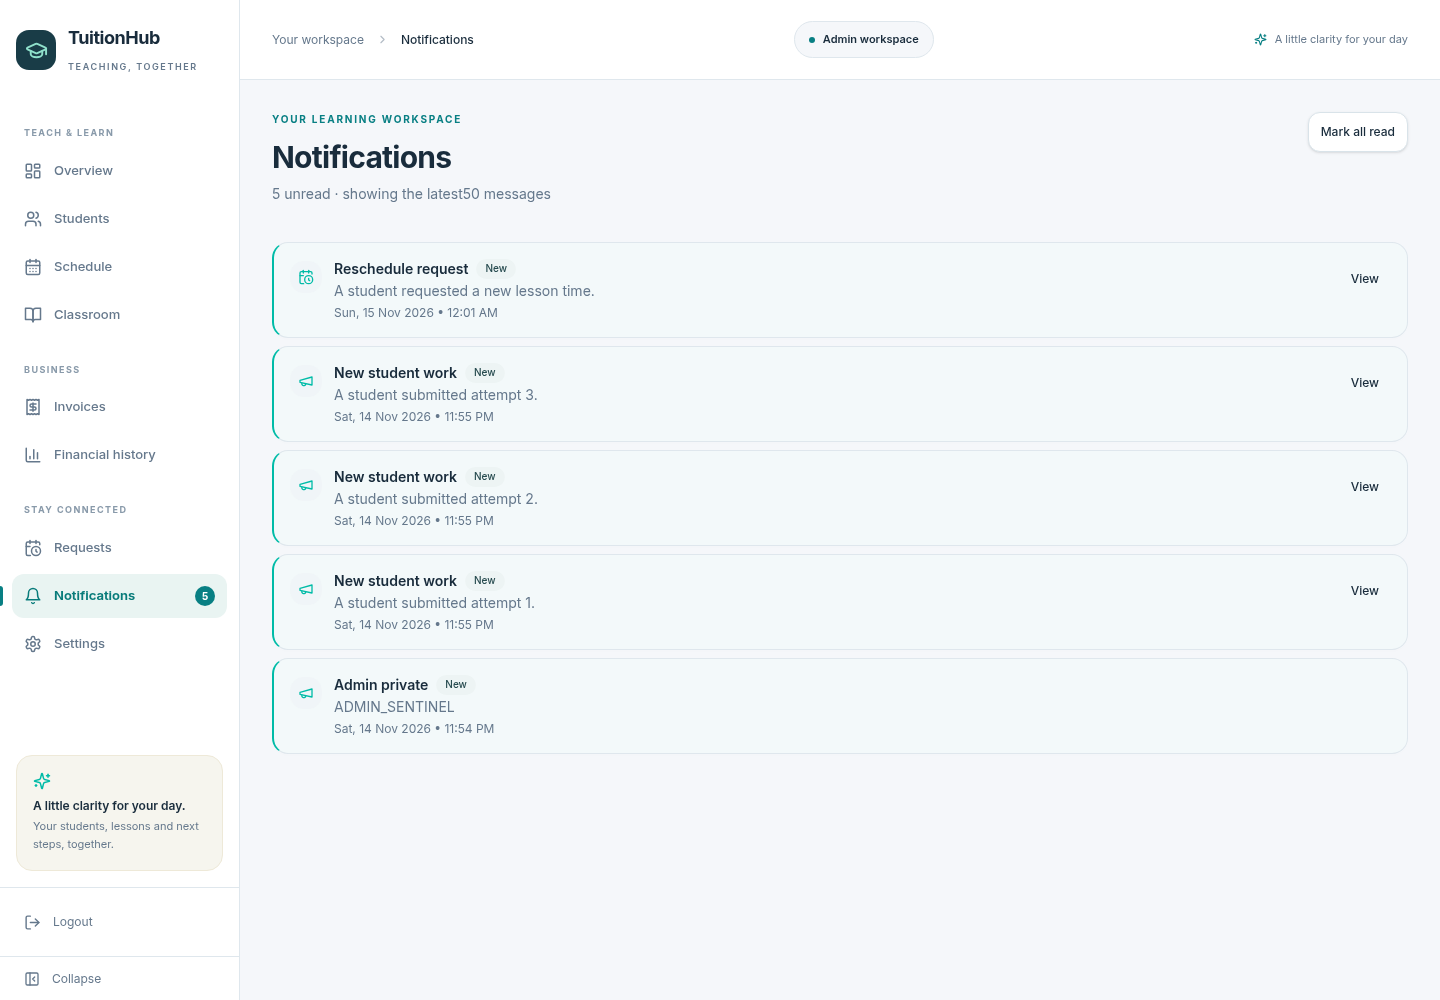 TuitionHub
TEACHING, TOGETHER
TEACH & LEARN
Overview
Students
Schedule
Classroom
BUSINESS
Invoices
Financial history
STAY CONNECTED
Requests
Notifications 5
Settings
A little clarity for your day.
Your students, lessons and next
steps, together.
Logout
Collapse
Your workspace > Notifications
Admin workspace
A little clarity for your day
YOUR LEARNING WORKSPACE
Notifications
5 unread · showing the latest50 messages
Mark all read
Reschedule request New
A student requested a new lesson time.
Sun, 15 Nov 2026 • 12:01 AM
View
New student work New
A student submitted attempt 3.
Sat, 14 Nov 2026 • 11:55 PM
View
New student work New
A student submitted attempt 2.
Sat, 14 Nov 2026 • 11:55 PM
View
New student work New
A student submitted attempt 1.
Sat, 14 Nov 2026 • 11:55 PM
View
Admin private New
ADMIN_SENTINEL
Sat, 14 Nov 2026 • 11:54 PM